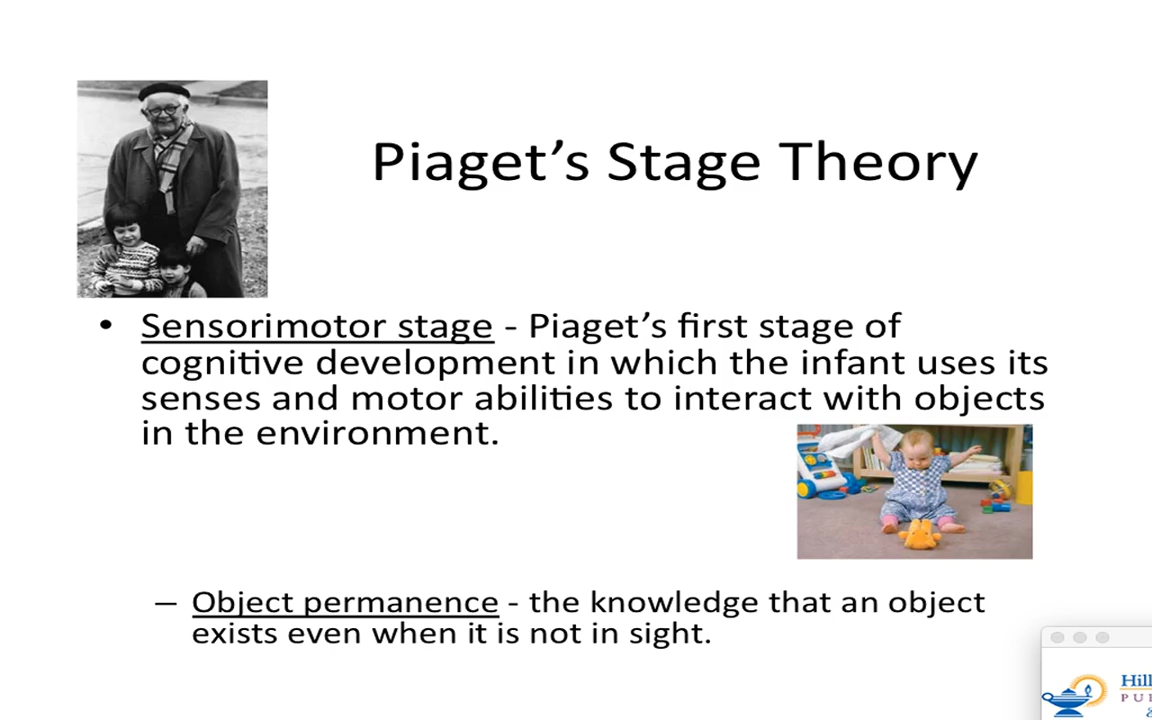 Piaget’s Stage Theory
• Sensorimotor stage - Piaget’s first stage of
cognitive development in which the infant uses its
senses and motor abilities to interact with objects
in the environment.
– Object permanence - the knowledge that an object
exists even when it is not in sight.